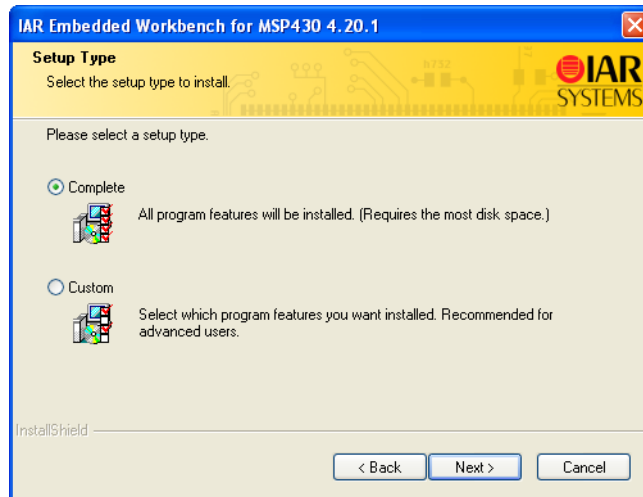 IAR Embedded Workbench for MSP430 4.20.1
Setup Type
Select the setup type to install.
IAR
SYSTEMS
Please select a setup type.
Complete
All program features will be installed. (Requires the most disk space.)
Custom
Select which program features you want installed. Recommended for
advanced users.
InstallShield
< Back
Next >
Cancel